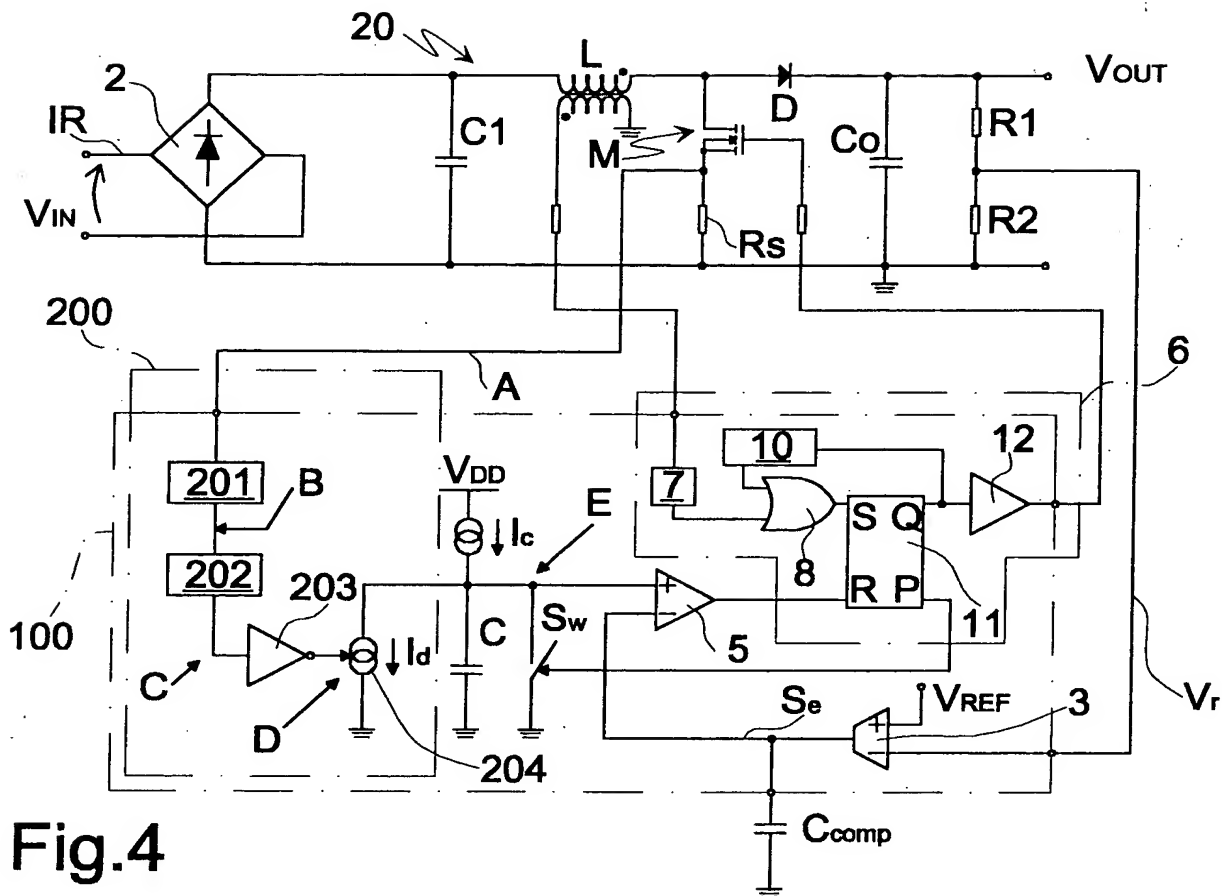 20
L
VOUT
2
IR
C1
D
R1
M
Co
VIN
Rs
R2
200
6
A
10
12
201
B
VDD
7
E
Ic
S Q
8
202
203
+
R P
100
Sw
C
-
5
11
Id
C
Se
VREF
3
Vr
D
+
-
204
Ccomp
Fig.4